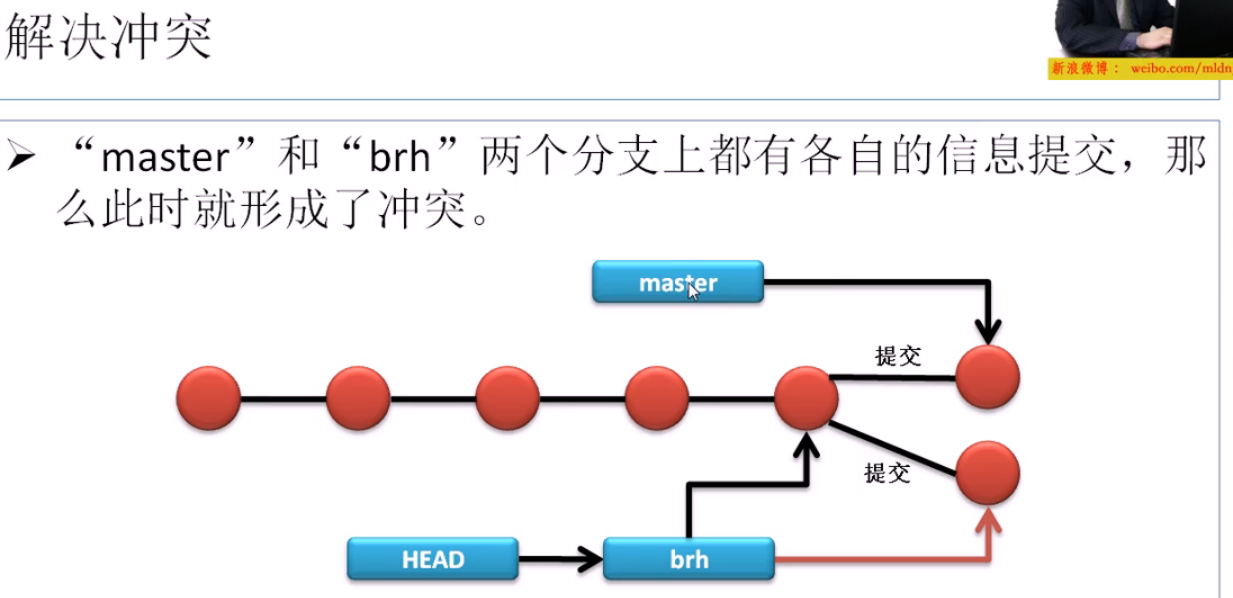 解决冲突
新浪微博： weibo.com/mldn
“master”和“brh”两个分支上都有各自的信息提交，那
么此时就形成了冲突。
master
提交
提交
HEAD
brh